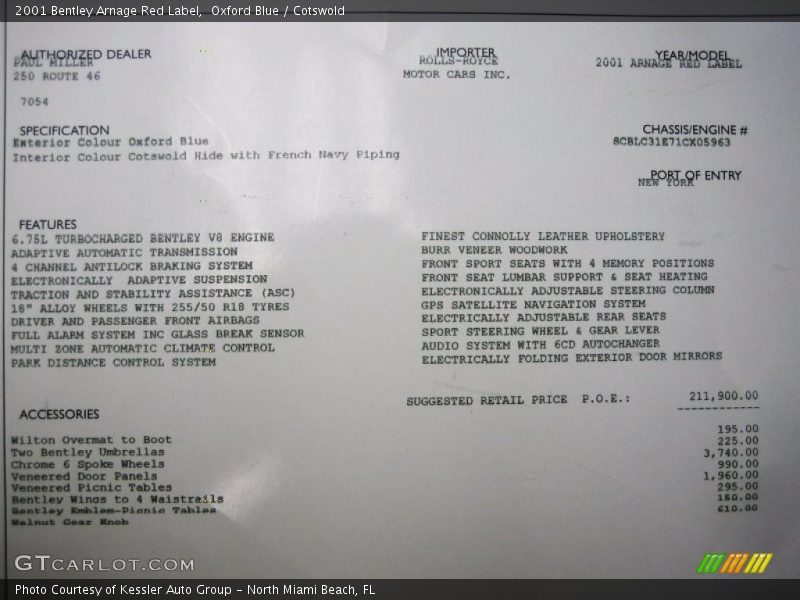 2001 Bentley Arnage Red Label, Oxford Blue / Cotswold
AUTHORIZED DEALER
PAUL MILLER
250 ROUTE 46
7054
IMPORTER
ROLLS-ROYCE
MOTOR CARS INC.
YEAR/MODEL
2001 ARNAGE RED LABEL
SPECIFICATION
Exterior Colour Oxford Blue
Interior Colour Cotswold Hide with French Navy Piping
CHASSIS/ENGINE #
SCBLC31E71CX05963
PORT OF ENTRY
NEW YORK
FEATURES
6.75L TURBOCHARGED BENTLEY V8 ENGINE
ADAPTIVE AUTOMATIC TRANSMISSION
4 CHANNEL ANTILOCK BRAKING SYSTEM
ELECTRONICALLY ADAPTIVE SUSPENSION
TRACTION AND STABILITY ASSISTANCE (ASC)
18" ALLOY WHEELS WITH 255/50 R18 TYRES
DRIVER AND PASSENGER FRONT AIRBAGS
FULL ALARM SYSTEM INC GLASS BREAK SENSOR
MULTI ZONE AUTOMATIC CLIMATE CONTROL
PARK DISTANCE CONTROL SYSTEM
FINEST CONNOLLY LEATHER UPHOLSTERY
BURR VENEER WOODWORK
FRONT SPORT SEATS WITH 4 MEMORY POSITIONS
FRONT SEAT LUMBAR SUPPORT & SEAT HEATING
ELECTRONICALLY ADJUSTABLE STEERING COLUMN
GPS SATELLITE NAVIGATION SYSTEM
ELECTRICALLY ADJUSTABLE REAR SEATS
SPORT STEERING WHEEL & GEAR LEVER
AUDIO SYSTEM WITH 6CD AUTOCHANGER
ELECTRICALLY FOLDING EXTERIOR DOOR MIRRORS
SUGGESTED RETAIL PRICE P.O.E.: 211,900.00
ACCESSORIES
Wilton Overmat to Boot 195.00
Two Bentley Umbrellas 225.00
Chrome 6 Spoke Wheels 3,740.00
Veneered Door Panels 990.00
Veneered Picnic Tables 1,960.00
Bentley Wings to 4 Waistrails 295.00
Bentley Emblem-Picnic Tables 160.00
Walnut Gear Knob 610.00
GTCARLOT.COM
Photo Courtesy of Kessler Auto Group - North Miami Beach, FL